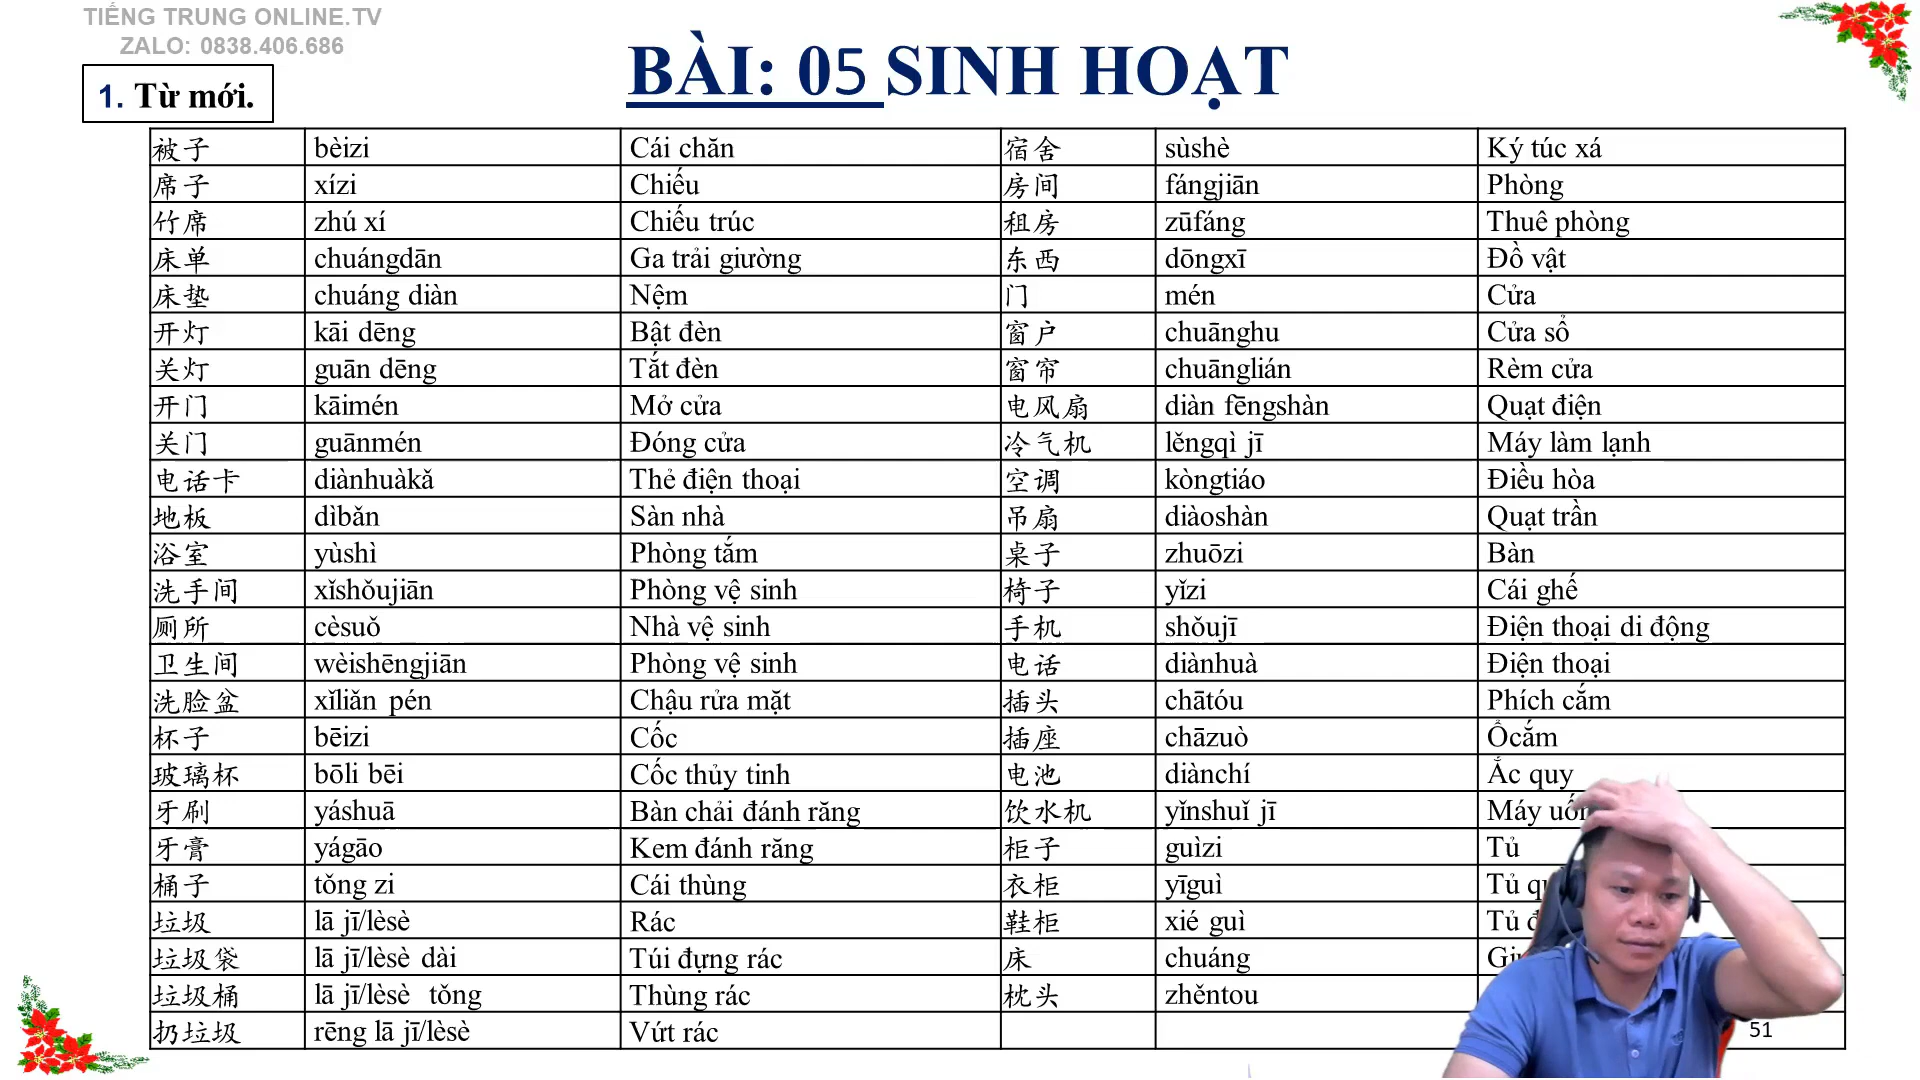 TIẾNG TRUNG ONLINE.TV
ZALO: 0838.406.686
BÀI: 05 SINH HOẠT
1. Từ mới.
被子 bèizi Cái chăn 宿舍 sùshè Ký túc xá
席子 xízi Chiếu 房间 fángjiān Phòng
竹席 zhú xí Chiếu trúc 租房 zūfáng Thuê phòng
床单 chuángdān Ga trải giường 东西 dōngxī Đồ vật
床垫 chuáng diàn Nệm 门 mén Cửa
开灯 kāi dēng Bật đèn 窗户 chuānghu Cửa sổ
关灯 guān dēng Tắt đèn 窗帘 chuānglián Rèm cửa
开门 kāimén Mở cửa 电风扇 diàn fēngshàn Quạt điện
关门 guānmén Đóng cửa 冷气机 lěngqì jī Máy làm lạnh
电话卡 diànhuàkǎ Thẻ điện thoại 空调 kòngtiáo Điều hòa
地板 dìbǎn Sàn nhà 吊扇 diàoshàn Quạt trần
浴室 yùshì Phòng tắm 桌子 zhuōzi Bàn
洗手间 xǐshǒujiān Phòng vệ sinh 椅子 yǐzi Cái ghế
厕所 cèsuǒ Nhà vệ sinh 手机 shǒujī Điện thoại di động
卫生间 wèishēngjiān Phòng vệ sinh 电话 diànhuà Điện thoại
洗脸盆 xǐliǎn pén Chậu rửa mặt 插头 chātóu Phích cắm
杯子 bēizi Cốc 插座 chāzuò Ổcắm
玻璃杯 bōli bēi Cốc thủy tinh 电池 diànchí Ắc quy
牙刷 yáshuā Bàn chải đánh răng 饮水机 yǐnshuǐ jī Máy
牙膏 yágāo Kem đánh răng 柜子 guìzi Tủ
桶子 tǒng zi Cái thùng 衣柜 yīguì Tủ
垃圾 lā jī/lèsè Rác 鞋柜 xié guì Tủ
垃圾袋 lā jī/lèsè dài Túi đựng rác 床 chuáng
垃圾桶 lā jī/lèsè tǒng Thùng rác 枕头 zhěntou
扔垃圾 rēng lā jī/lèsè Vứt rác
51